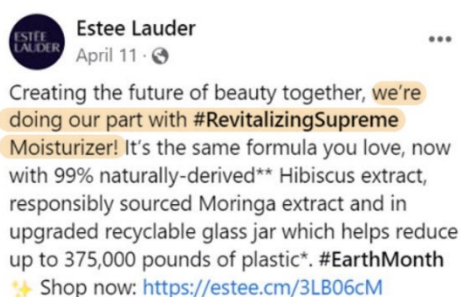 ESTĒE
LAUDER
Estee Lauder
April 11 ·
Creating the future of beauty together, we're
doing our part with #RevitalizingSupreme
Moisturizer! It's the same formula you love, now
with 99% naturally-derived** Hibiscus extract,
responsibly sourced Moringa extract and in
upgraded recyclable glass jar which helps reduce
up to 375,000 pounds of plastic*. #EarthMonth
✨ Shop now: https://estee.cm/3LB06cM